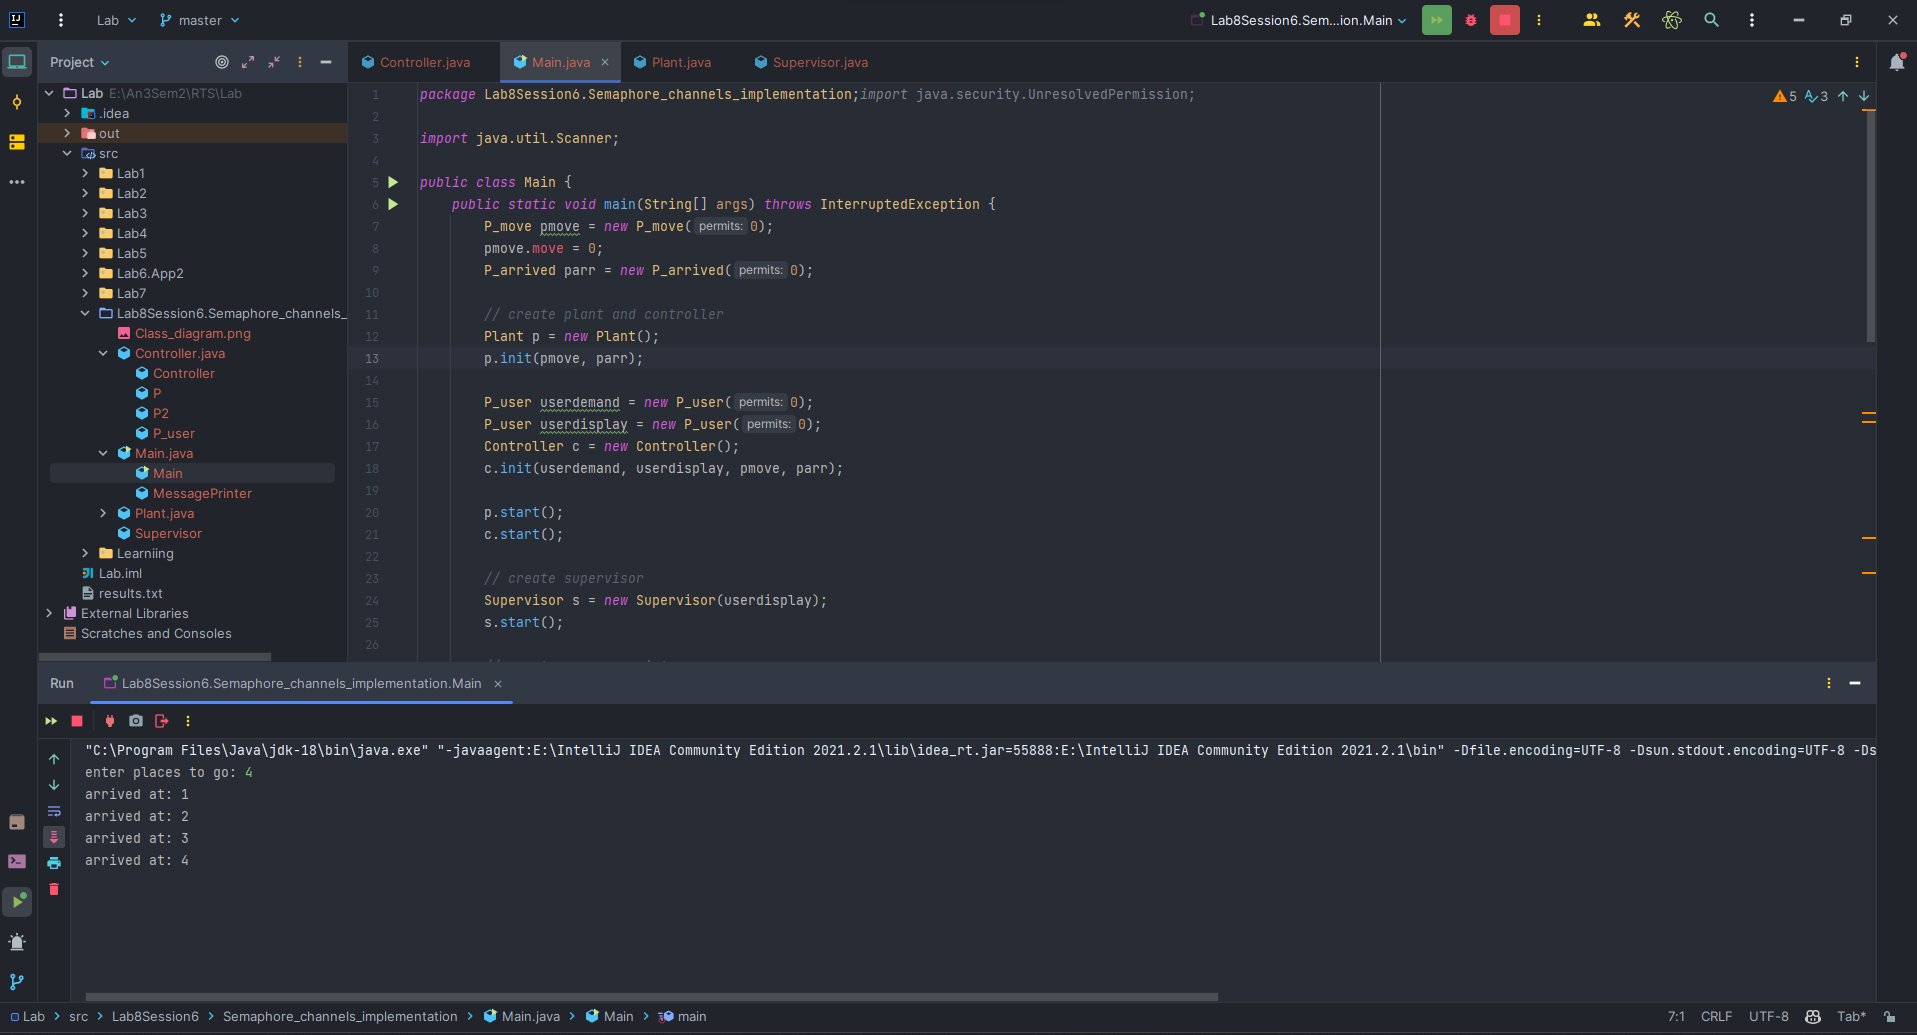 Lab
master
Lab8Session6.Sem...ion.Main
Project
Controller.java
Main.java
Plant.java
Supervisor.java
Lab E:\An3Sem2\RTS\Lab
.idea
out
src
Lab1
Lab2
Lab3
Lab4
Lab5
Lab6.App2
Lab7
Lab8Session6.Semaphore_channels_
Class_diagram.png
Controller.java
Controller
P
P2
P_user
Main.java
Main
MessagePrinter
Plant.java
Supervisor
Learniing
Lab.iml
results.txt
External Libraries
Scratches and Consoles
1 package Lab8Session6.Semaphore_channels_implementation;import java.security.UnresolvedPermission;
5 3
2
3 import java.util.Scanner;
4
5 public class Main {
6 public static void main(String[] args) throws InterruptedException {
7 P_move pmove = new P_move( permits: 0);
8 pmove.move = 0;
9 P_arrived parr = new P_arrived( permits: 0);
10
11 // create plant and controller
12 Plant p = new Plant();
13 p.init(pmove, parr);
14
15 P_user userdemand = new P_user( permits: 0);
16 P_user userdisplay = new P_user( permits: 0);
17 Controller c = new Controller();
18 c.init(userdemand, userdisplay, pmove, parr);
19
20 p.start();
21 c.start();
22
23 // create supervisor
24 Supervisor s = new Supervisor(userdisplay);
25 s.start();
26
Run
Lab8Session6.Semaphore_channels_implementation.Main
"C:\Program Files\Java\jdk-18\bin\java.exe" "-javaagent:E:\IntelliJ IDEA Community Edition 2021.2.1\lib\idea_rt.jar=55888:E:\IntelliJ IDEA Community Edition 2021.2.1\bin" -Dfile.encoding=UTF-8 -Dsun.stdout.encoding=UTF-8 -Ds
enter places to go: 4
arrived at: 1
arrived at: 2
arrived at: 3
arrived at: 4
Lab > src > Lab8Session6 > Semaphore_channels_implementation > Main.java > Main > main
7:1 CRLF UTF-8 Tab*